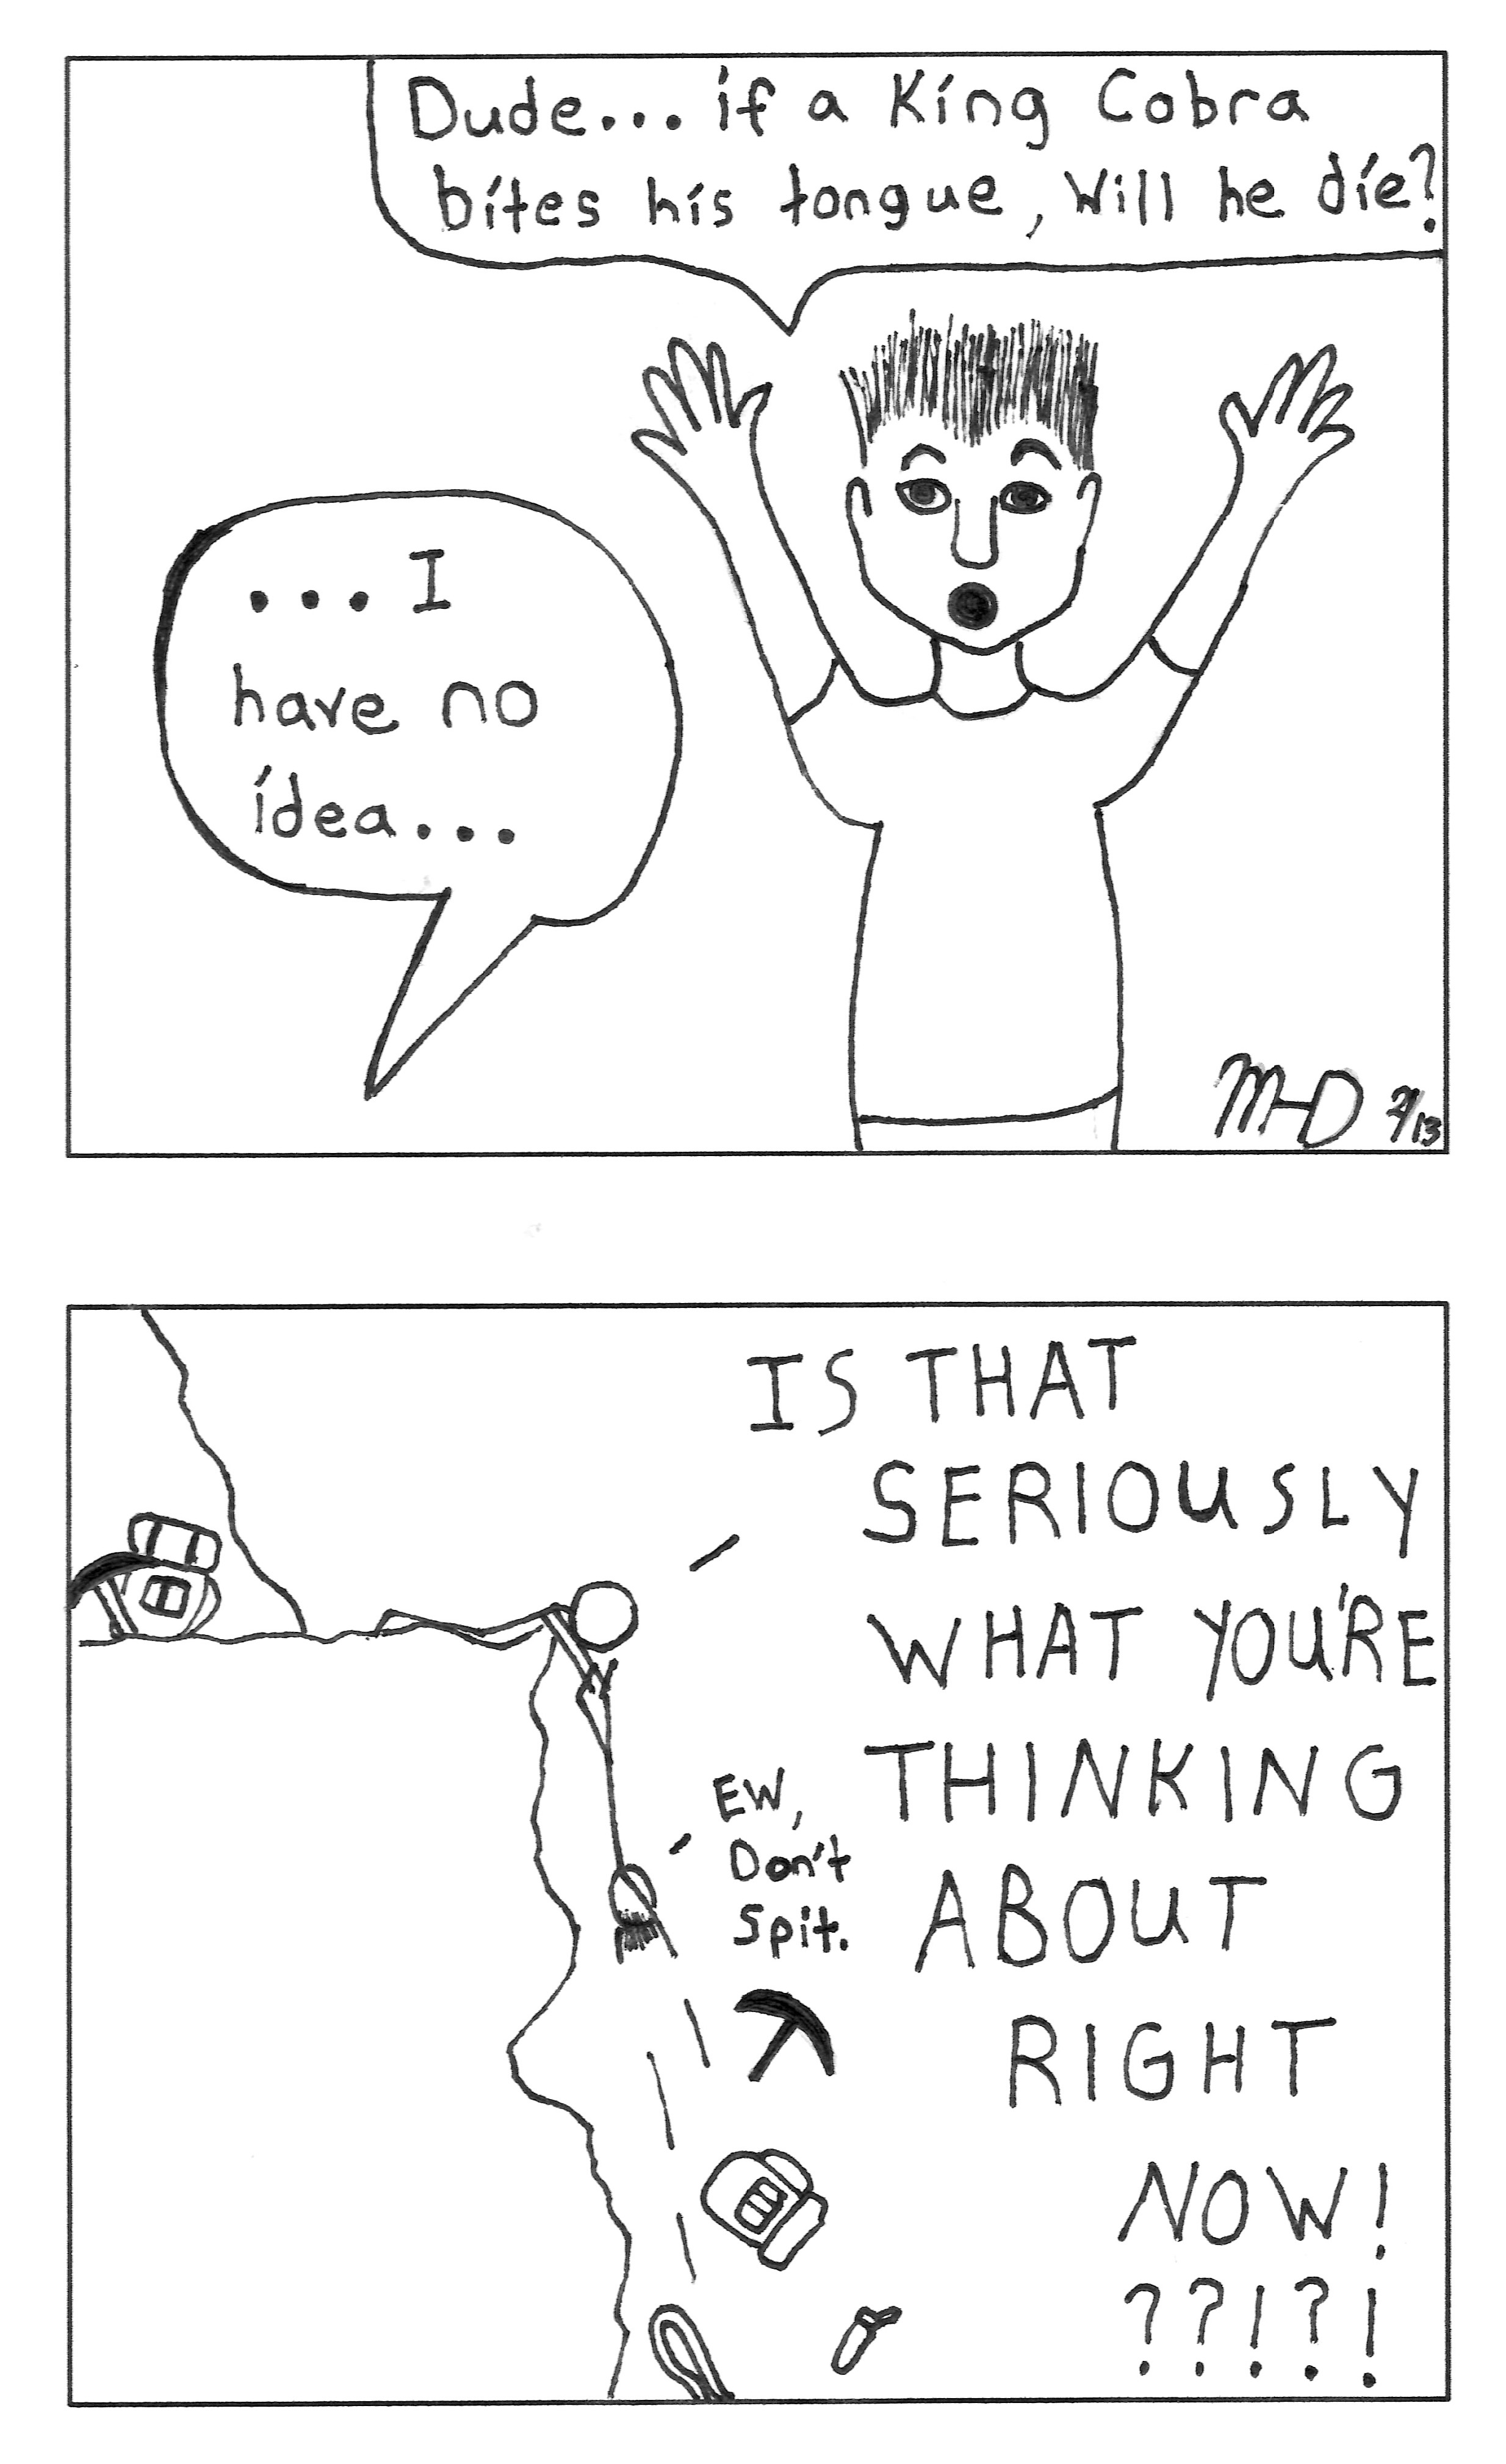 Dude... if a King Cobra
bites his tongue, Will he die?
... I
have no
idea...
MHD 2/13
IS THAT
SERIOUSLY
WHAT YOU'RE
THINKING
ABOUT
RIGHT
NOW!
??!?!
EW,
Don't
Spit.